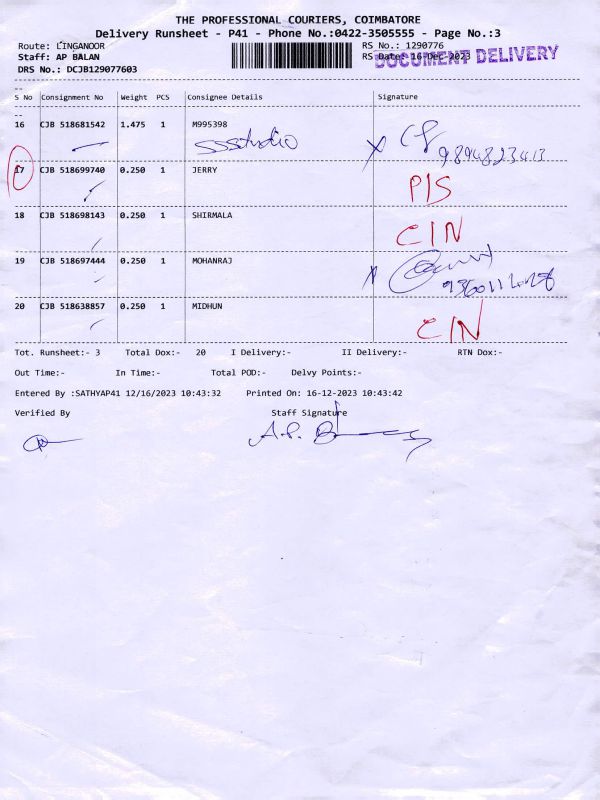 THE PROFESSIONAL COURIERS, COIMBATORE
Delivery Runsheet - P41 - Phone No.:0422-3505555 - Page No.:3
Route: LINGANOOR RS No.: 1290776
Staff: AP BALAN RS Date: 16-Dec-2023 DOCUMENT DELIVERY
DRS No.: DCJB129077603
S No Consignment No Weight PCS Consignee Details Signature
16 CJB 518681542 1.475 1 M995398
ssstudio 9894823413
17 CJB 518699740 0.250 1 JERRY
P/S
18 CJB 518698143 0.250 1 SHIRMALA
C/N
19 CJB 518697444 0.250 1 MOHANRAJ
20 CJB 518638857 0.250 1 MIDHUN
C/N
Tot. Runsheet:- 3 Total Dox:- 20 I Delivery:- II Delivery:- RTN Dox:-
Out Time:- In Time:- Total POD:- Delvy Points:-
Entered By :SATHYAP41 12/16/2023 10:43:32 Printed On: 16-12-2023 10:43:42
Verified By Staff Signature
A.P.